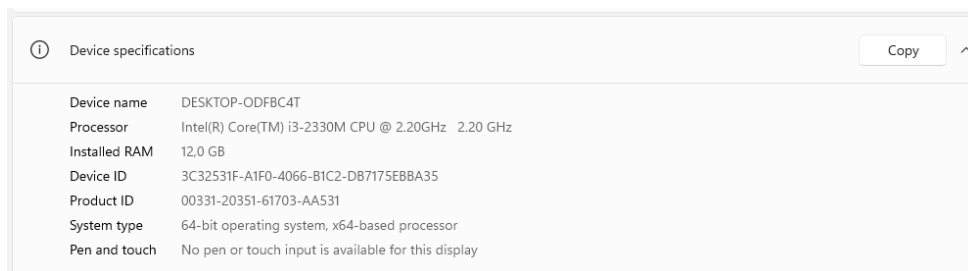 Device specifications
Copy
Device name DESKTOP-ODFBC4T
Processor Intel(R) Core(TM) i3-2330M CPU @ 2.20GHz 2.20 GHz
Installed RAM 12,0 GB
Device ID 3C32531F-A1F0-4066-B1C2-DB7175EBBA35
Product ID 00331-20351-61703-AA531
System type 64-bit operating system, x64-based processor
Pen and touch No pen or touch input is available for this display